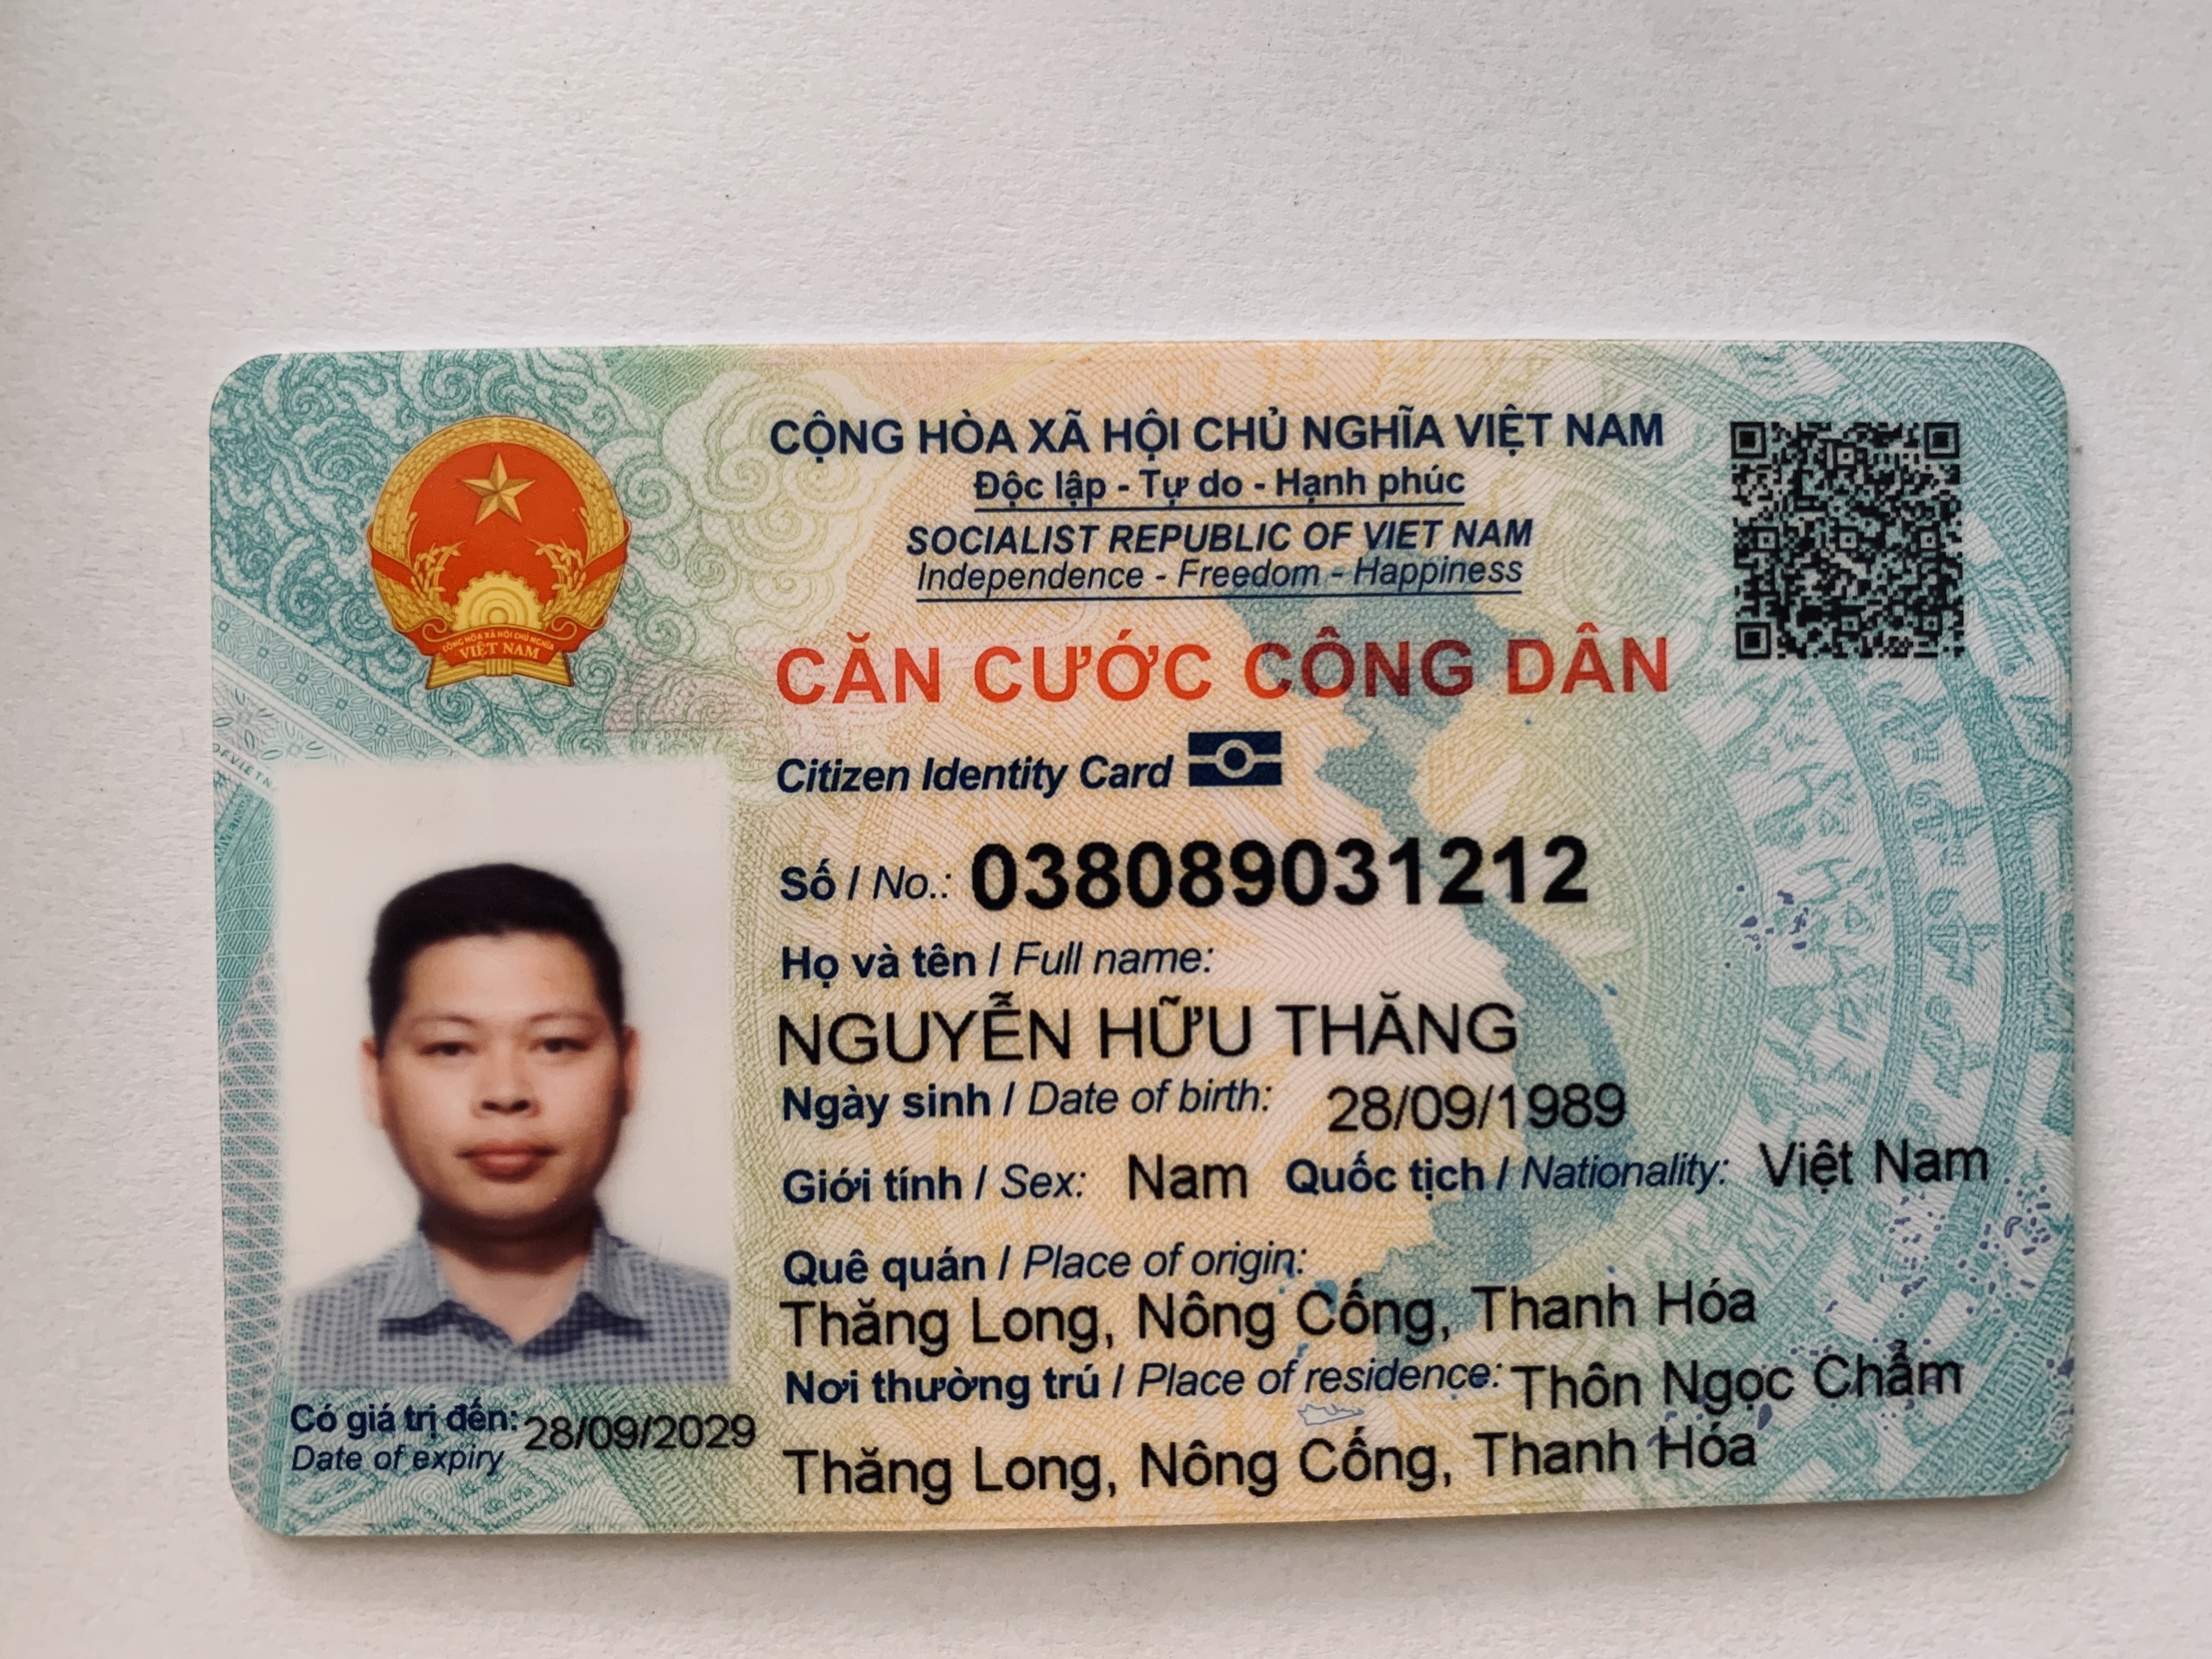 CỘNG HÒA XÃ HỘI CHỦ NGHĨA VIỆT NAM
Độc lập - Tự do - Hạnh phúc
SOCIALIST REPUBLIC OF VIET NAM
Independence - Freedom - Happiness
CỘNG HÒA XÃ HỘI CHỦ NGHĨA
VIỆT NAM
CĂN CƯỚC CÔNG DÂN
Citizen Identity Card
Số / No.: 038089031212
Họ và tên / Full name:
NGUYỄN HỮU THĂNG
Ngày sinh / Date of birth: 28/09/1989
Giới tính / Sex: Nam Quốc tịch / Nationality: Việt Nam
Quê quán / Place of origin:
Thăng Long, Nông Cống, Thanh Hóa
Nơi thường trú / Place of residence: Thôn Ngọc Chẩm
Thăng Long, Nông Cống, Thanh Hóa
Có giá trị đến: 28/09/2029
Date of expiry